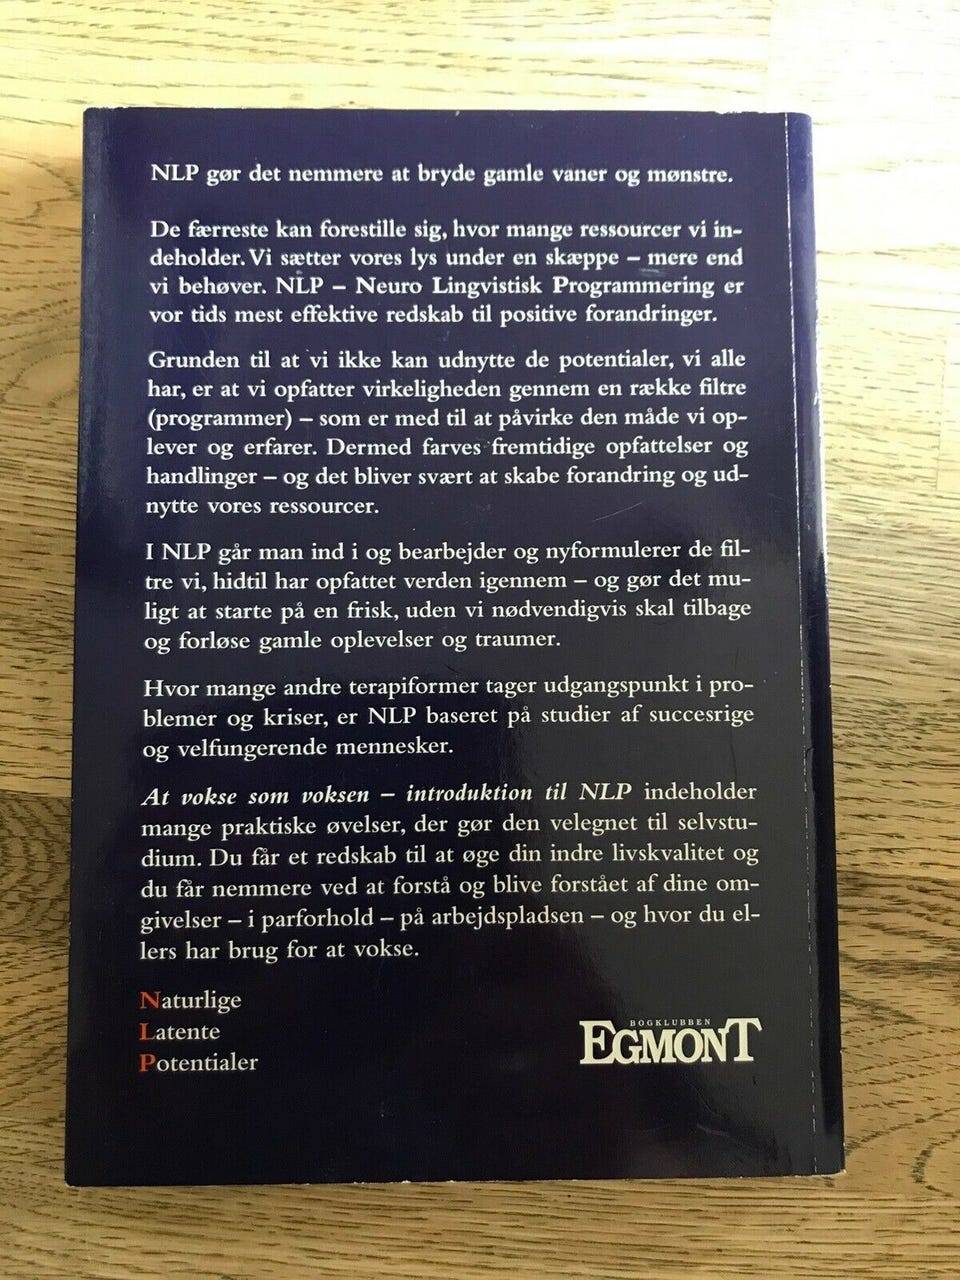 NLP gør det nemmere at bryde gamle vaner og mønstre.
De færreste kan forestille sig, hvor mange ressourcer vi in-
deholder. Vi sætter vores lys under en skæppe – mere end
vi behøver. NLP – Neuro Lingvistisk Programmering er
vor tids mest effektive redskab til positive forandringer.
Grunden til at vi ikke kan udnytte de potentialer, vi alle
har, er at vi opfatter virkeligheden gennem en række filtre
(programmer) – som er med til at påvirke den måde vi op-
lever og erfarer. Dermed farves fremtidige opfattelser og
handlinger – og det bliver svært at skabe forandring og ud-
nytte vores ressourcer.
I NLP går man ind i og bearbejder og nyformulerer de fil-
tre vi, hidtil har opfattet verden igennem – og gør det mu-
ligt at starte på en frisk, uden vi nødvendigvis skal tilbage
og forløse gamle oplevelser og traumer.
Hvor mange andre terapiformer tager udgangspunkt i pro-
blemer og kriser, er NLP baseret på studier af succesrige
og velfungerende mennesker.
At vokse som voksen – introduktion til NLP indeholder
mange praktiske øvelser, der gør den velegnet til selvstu-
dium. Du får et redskab til at øge din indre livskvalitet og
du får nemmere ved at forstå og blive forstået af dine om-
givelser – i parforhold – på arbejdspladsen – og hvor du el-
lers har brug for at vokse.
Naturlige
Latente
Potentialer
BOGKLUBBEN
EGMONT